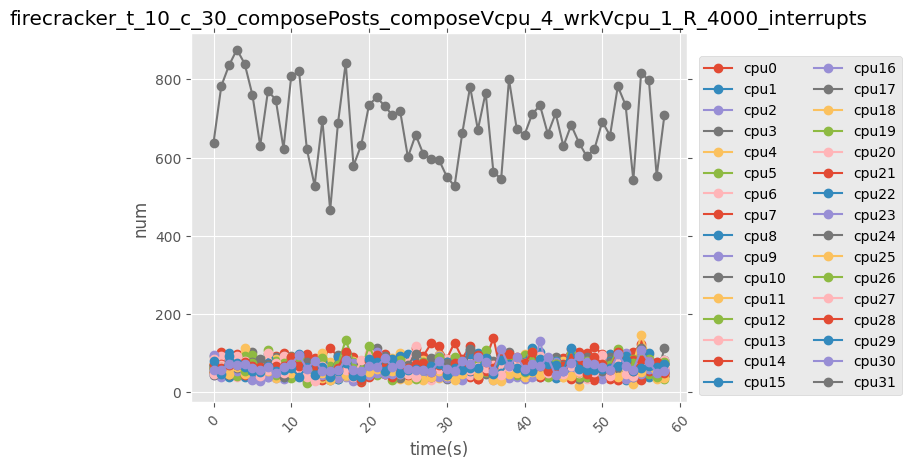 firecracker_t_10_c_30_composePosts_composeVcpu_4_wrkVcpu_1_R_4000_interrupts
num
800
600
400
200
0
0 10 20 30 40 50 60
time(s)
cpu0 cpu16
cpu1 cpu17
cpu2 cpu18
cpu3 cpu19
cpu4 cpu20
cpu5 cpu21
cpu6 cpu22
cpu7 cpu23
cpu8 cpu24
cpu9 cpu25
cpu10 cpu26
cpu11 cpu27
cpu12 cpu28
cpu13 cpu29
cpu14 cpu30
cpu15 cpu31